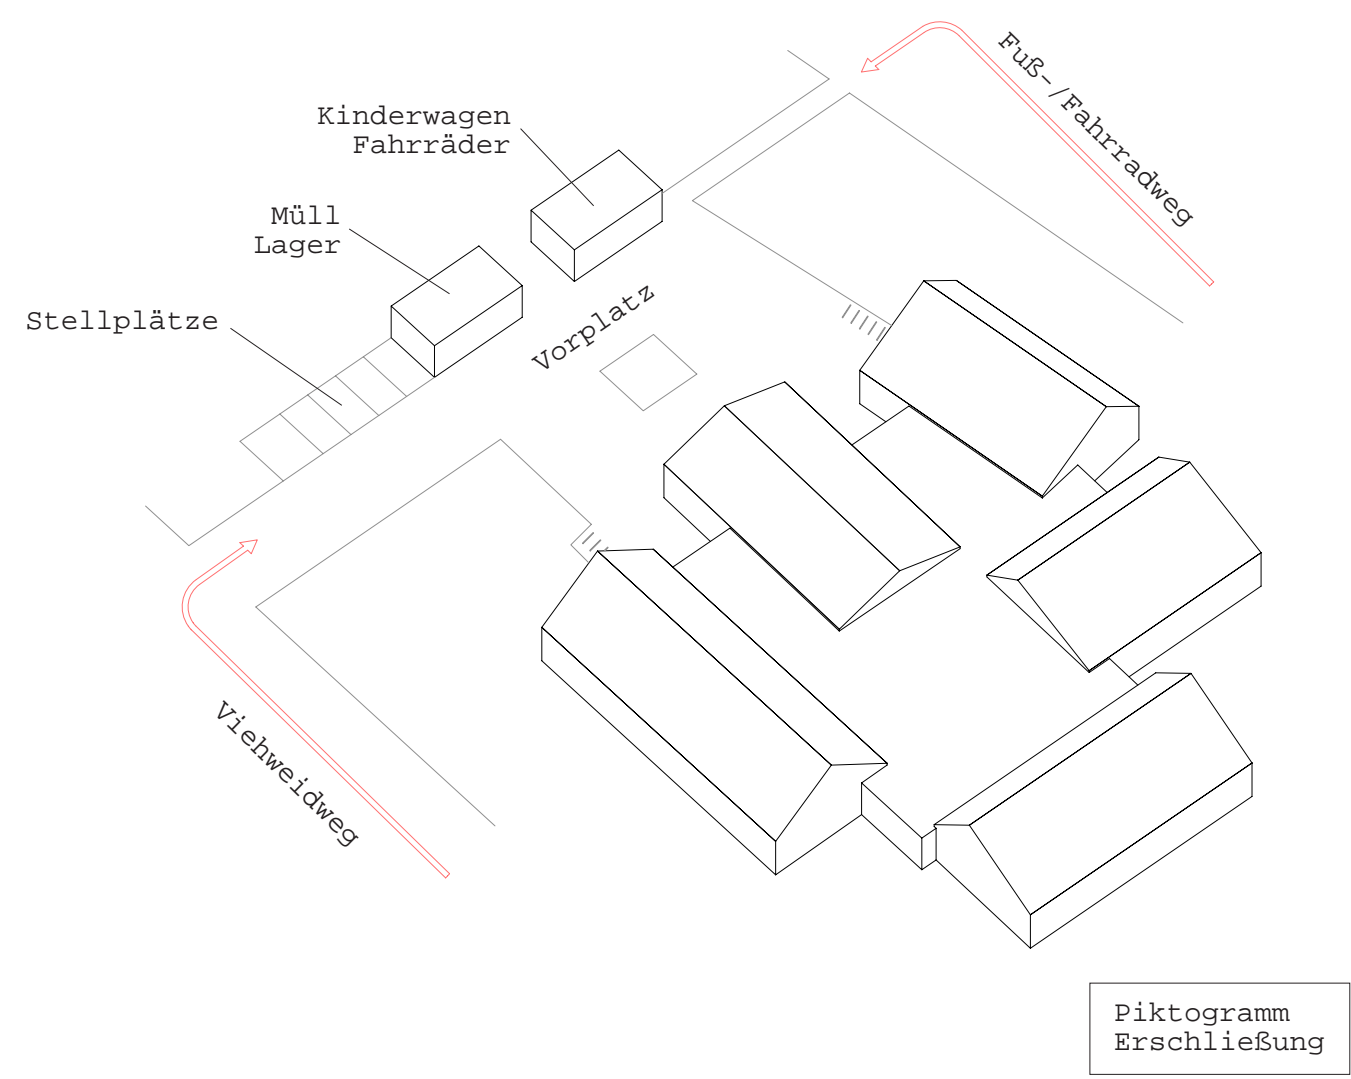 Fuß-/Fahrradweg
Kinderwagen
Fahrräder
Müll
Lager
Stellplätze
Vorplatz
Viehweidweg
Piktogramm
Erschließung